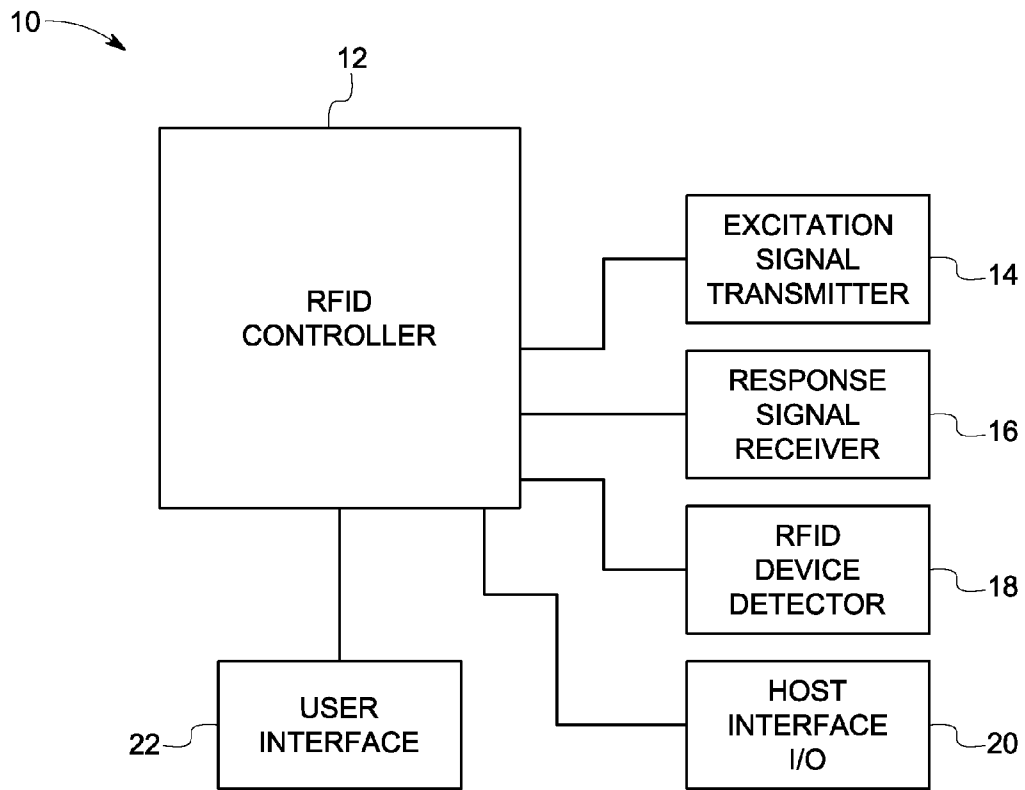 10
12
RFID
CONTROLLER
EXCITATION
SIGNAL
TRANSMITTER
14
RESPONSE
SIGNAL
RECEIVER
16
RFID
DEVICE
DETECTOR
18
USER
INTERFACE
22
HOST
INTERFACE
I/O
20